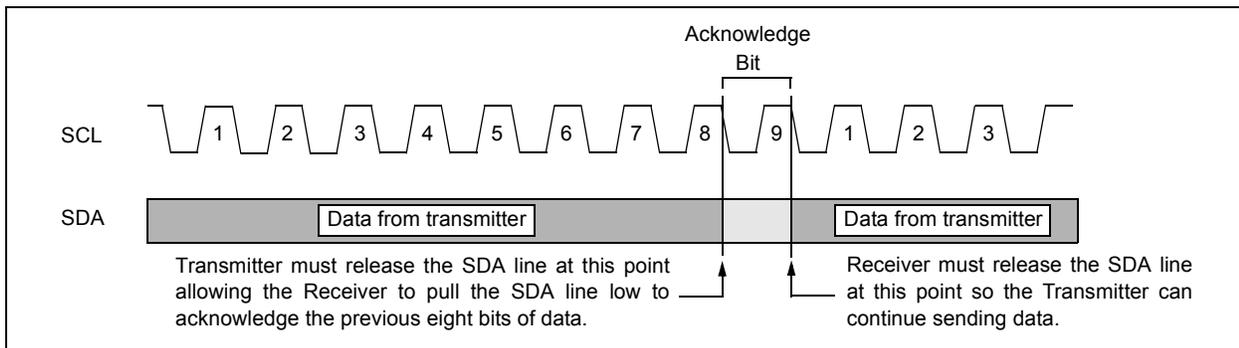 Acknowledge
Bit
SCL
1 2 3 4 5 6 7 8 9 1 2 3
SDA
Data from transmitter
Data from transmitter
Transmitter must release the SDA line at this point
allowing the Receiver to pull the SDA line low to
acknowledge the previous eight bits of data.
Receiver must release the SDA line
at this point so the Transmitter can
continue sending data.